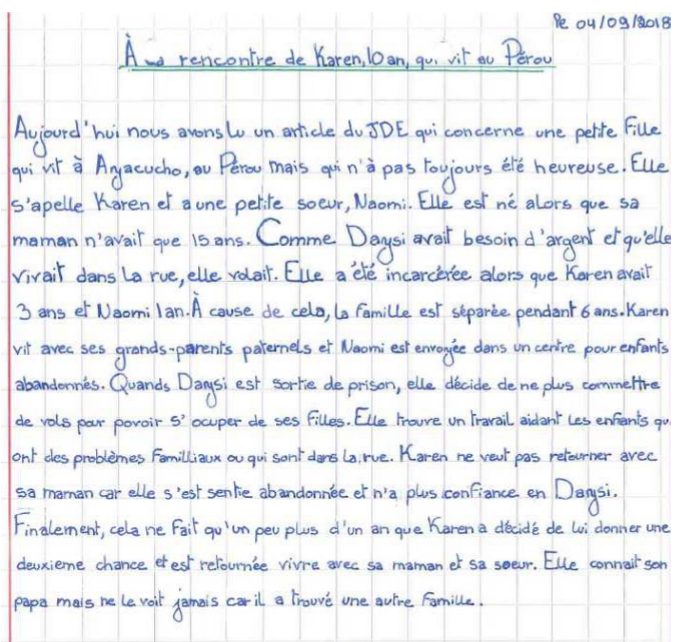 Le 04/09/2018
À la rencontre de Karen, 10 an, qui vit au Pérou
Aujourd'hui nous avons lu un article du JDE qui concerne une petite fille
qui vit à Ayacucho, au Pérou mais qui n'à pas toujours été heureuse. Elle
s'apelle Karen et a une petite soeur, Naomi. Elle est né alors que sa
maman n'avait que 15 ans. Comme Daysi avait besoin d'argent et qu'elle
vivait dans la rue, elle volait. Elle a été incarcérée alors que Karen avait
3 ans et Naomi 1 an. À cause de cela, la famille est séparée pendant 6 ans. Karen
vit avec ses grands-parents paternels et Naomi est envoyée dans un centre pour enfants
abandonnés. Quands Daysi est sortie de prison, elle décide de ne plus commettre
de vols pour povoir s'ocuper de ses filles. Elle trouve un travail aidant les enfants qu
ont des problèmes familliaux ou qui sont dans la rue. Karen ne veut pas retourner avec
sa maman car elle s'est sentie abandonnée et n'a plus confiance en Daysi.
Finalement, cela ne fait qu'un peu plus d'un an que Karen a décidé de lui donner une
deuxieme chance et est retournée vivre avec sa maman et sa soeur. Elle connait son
papa mais ne le voit jamais car il a trouvé une autre famille.